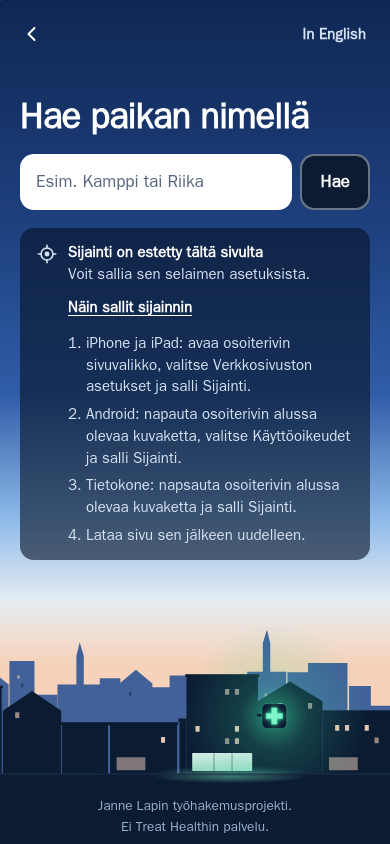 In English
Hae paikan nimellä
Esim. Kamppi tai Riika
Hae
Sijainti on estetty tältä sivulta
Voit sallia sen selaimen asetuksista.
Näin sallit sijainnin
1. iPhone ja iPad: avaa osoiterivin
sivuvalikko, valitse Verkkosivuston
asetukset ja salli Sijainti.
2. Android: napauta osoiterivin alussa
olevaa kuvaketta, valitse Käyttöoikeudet
ja salli Sijainti.
3. Tietokone: napsauta osoiterivin alussa
olevaa kuvaketta ja salli Sijainti.
4. Lataa sivu sen jälkeen uudelleen.
Janne Lapin työhakemusprojekti.
Ei Treat Healthin palvelu.